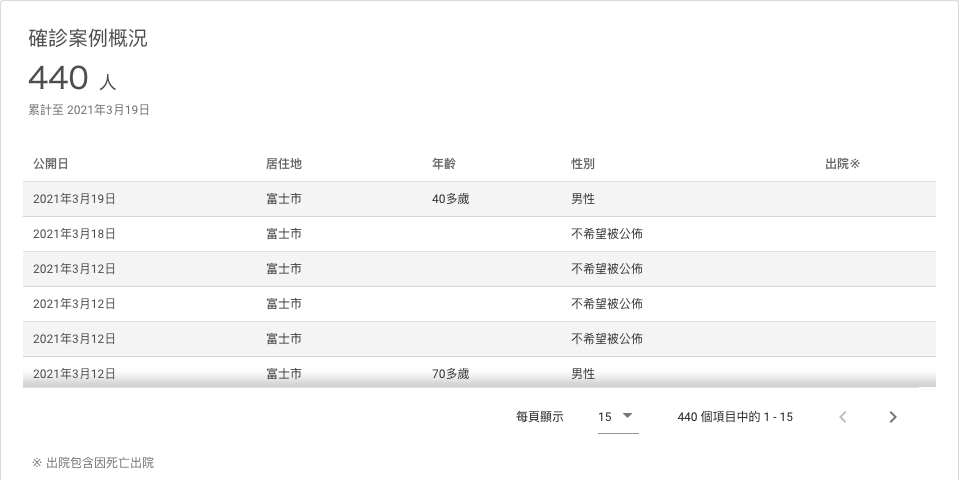 確診案例概況
440 人
累計至 2021年3月19日
公開日 居住地 年齡 性別 出院※
2021年3月19日 富士市 40多歲 男性
2021年3月18日 富士市 不希望被公佈
2021年3月12日 富士市 不希望被公佈
2021年3月12日 富士市 不希望被公佈
2021年3月12日 富士市 不希望被公佈
2021年3月12日 富士市 70多歲 男性
每頁顯示 15 440 個項目中的 1 - 15
※ 出院包含因死亡出院